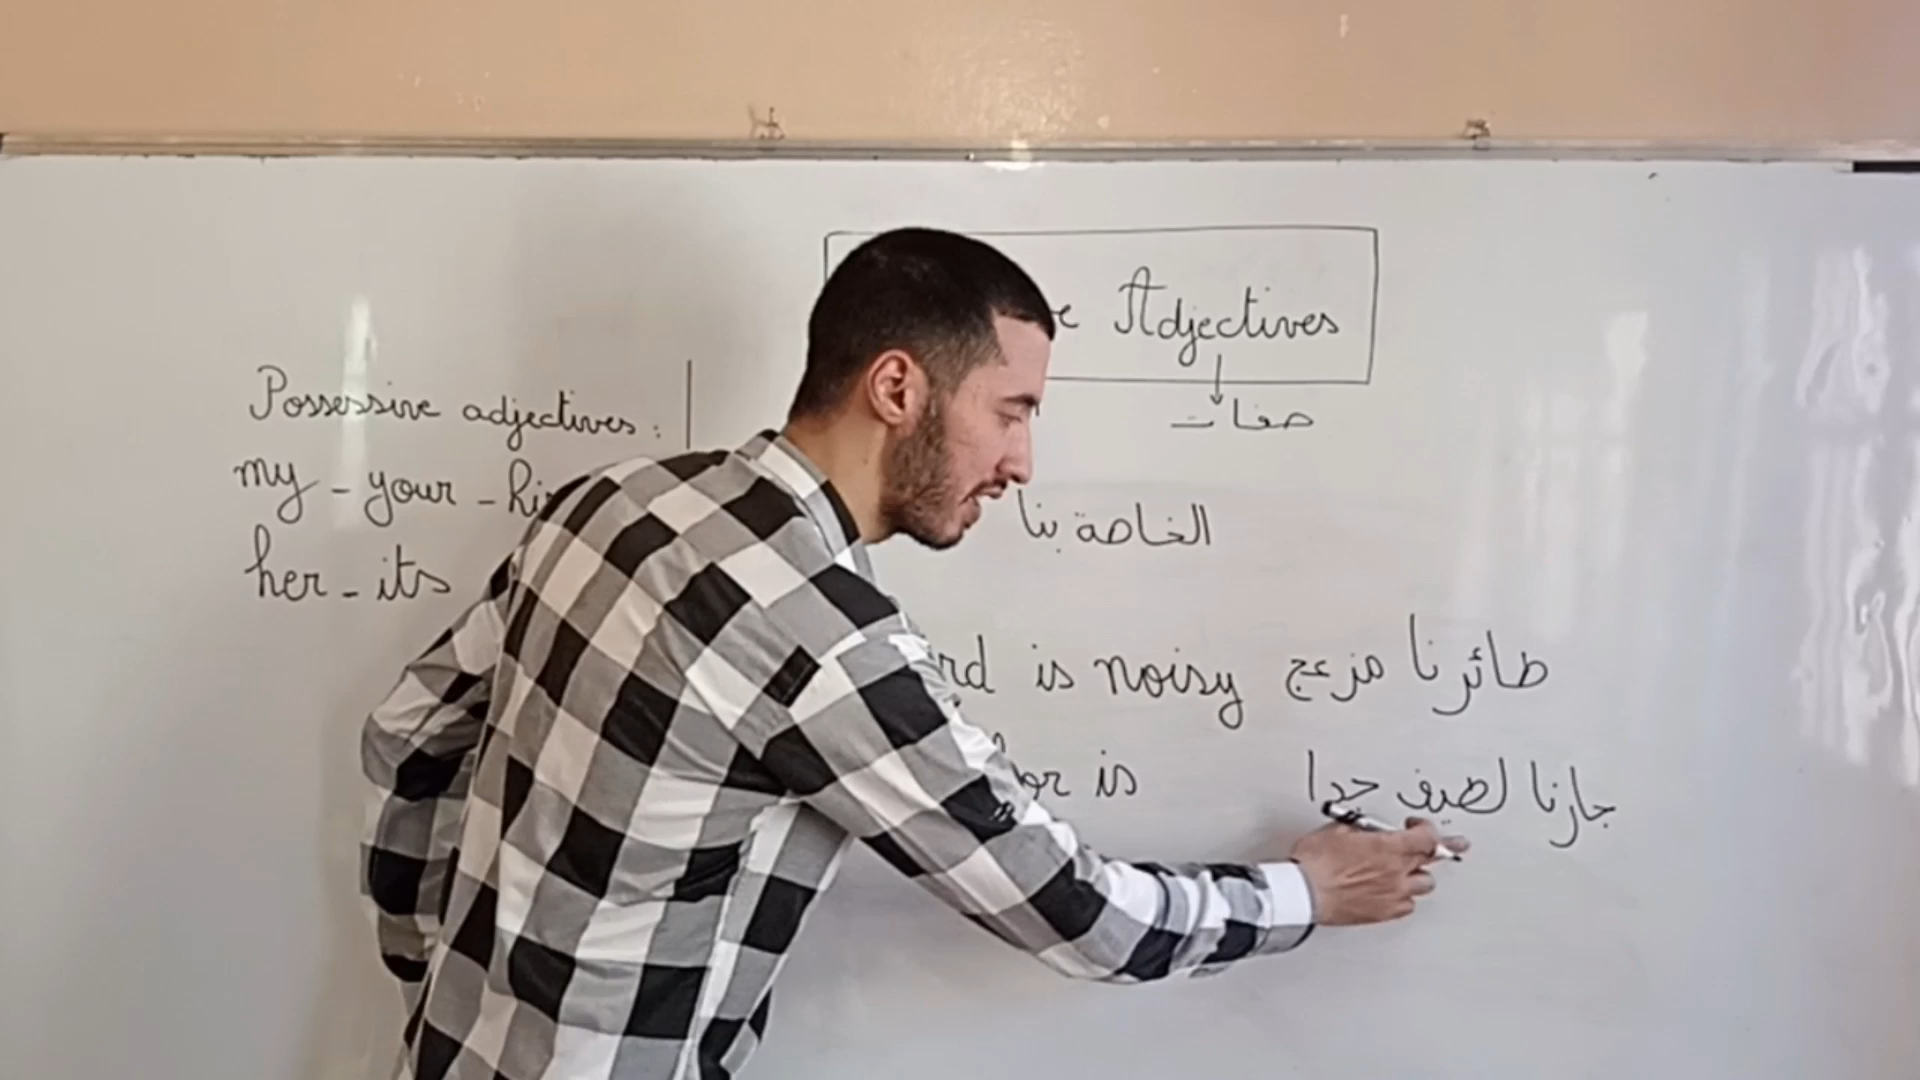 Adjectives
صفات
Possessive adjectives:
my - your -
her - its
الخاصة بنا
is noisy طائرنا مزعج
is جارنا لطيف جدا